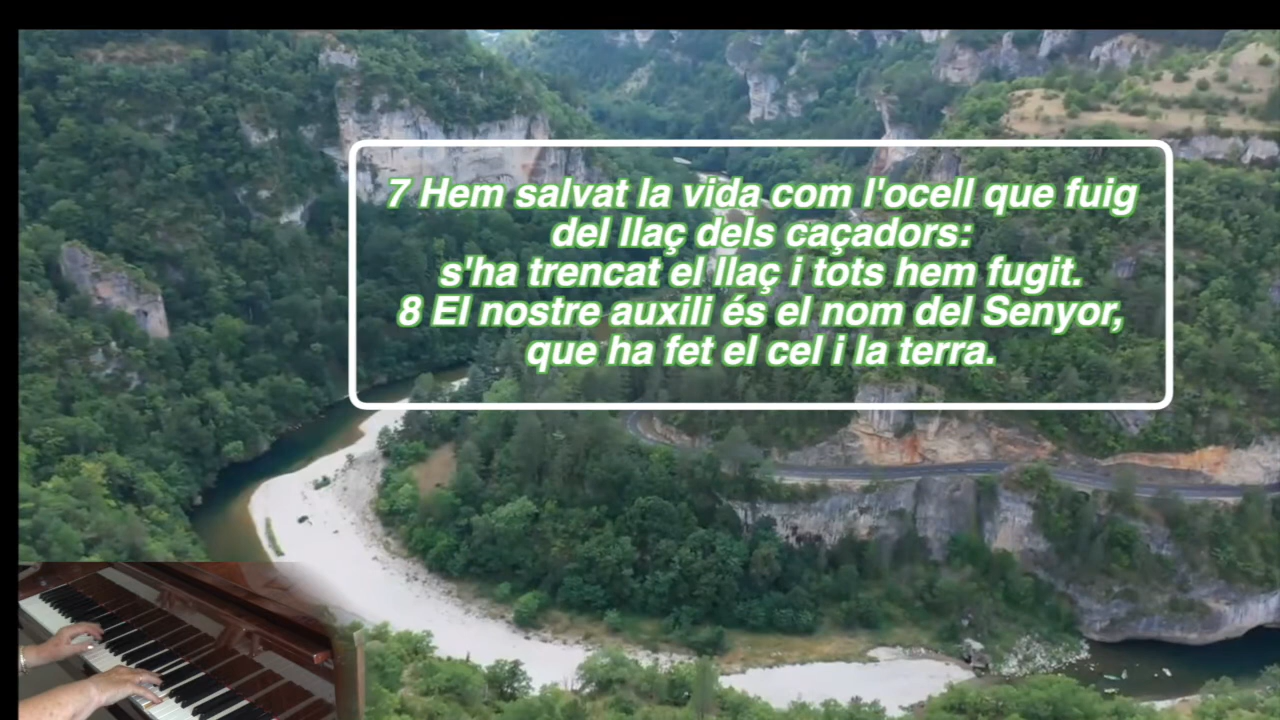 7 Hem salvat la vida com l'ocell que fuig
del llaç dels caçadors:
s'ha trencat el llaç i tots hem fugit.
8 El nostre auxili és el nom del Senyor,
que ha fet el cel i la terra.